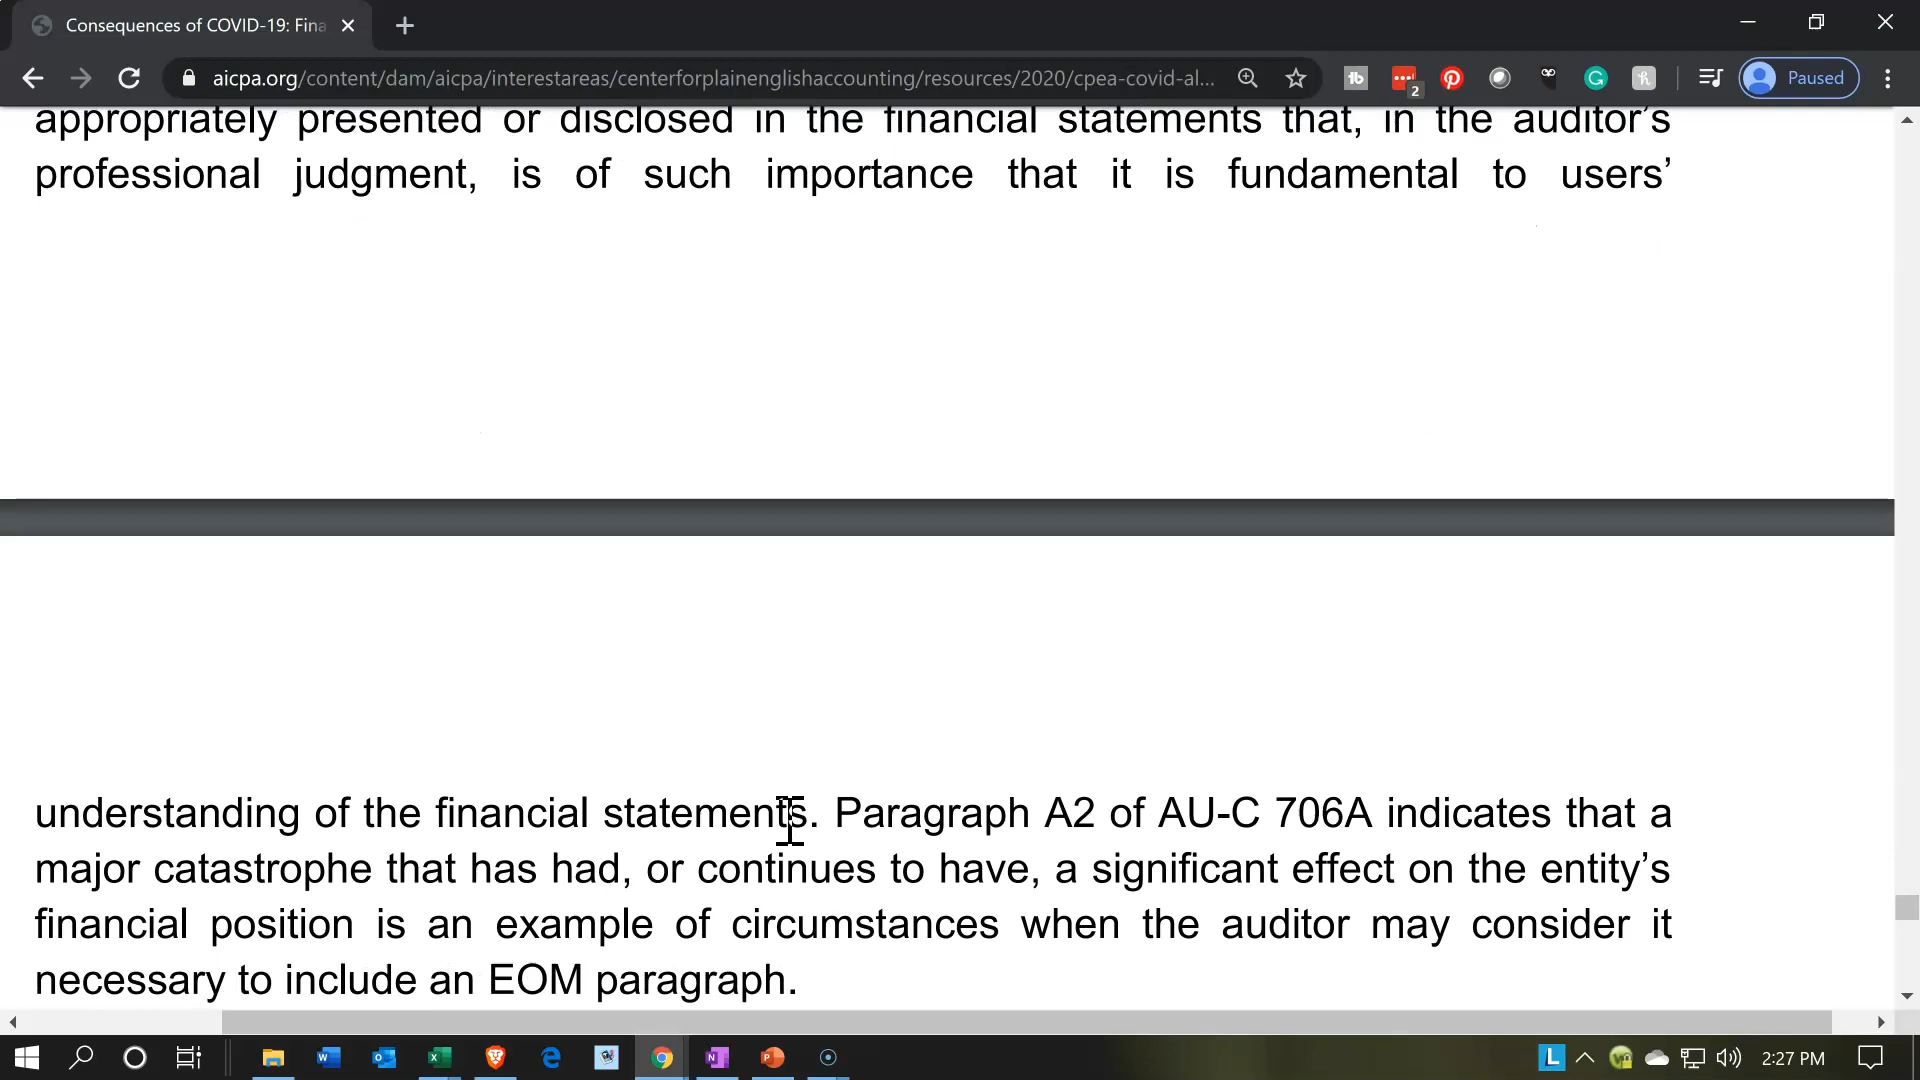 Consequences of COVID-19: Fina
aicpa.org/content/dam/aicpa/interestareas/centerforplainenglishaccounting/resources/2020/cpea-covid-al...
2
Paused
appropriately presented or disclosed in the financial statements that, in the auditor’s
professional judgment, is of such importance that it is fundamental to users’
understanding of the financial statements. Paragraph A2 of AU-C 706A indicates that a
major catastrophe that has had, or continues to have, a significant effect on the entity’s
financial position is an example of circumstances when the auditor may consider it
necessary to include an EOM paragraph.
2:27 PM